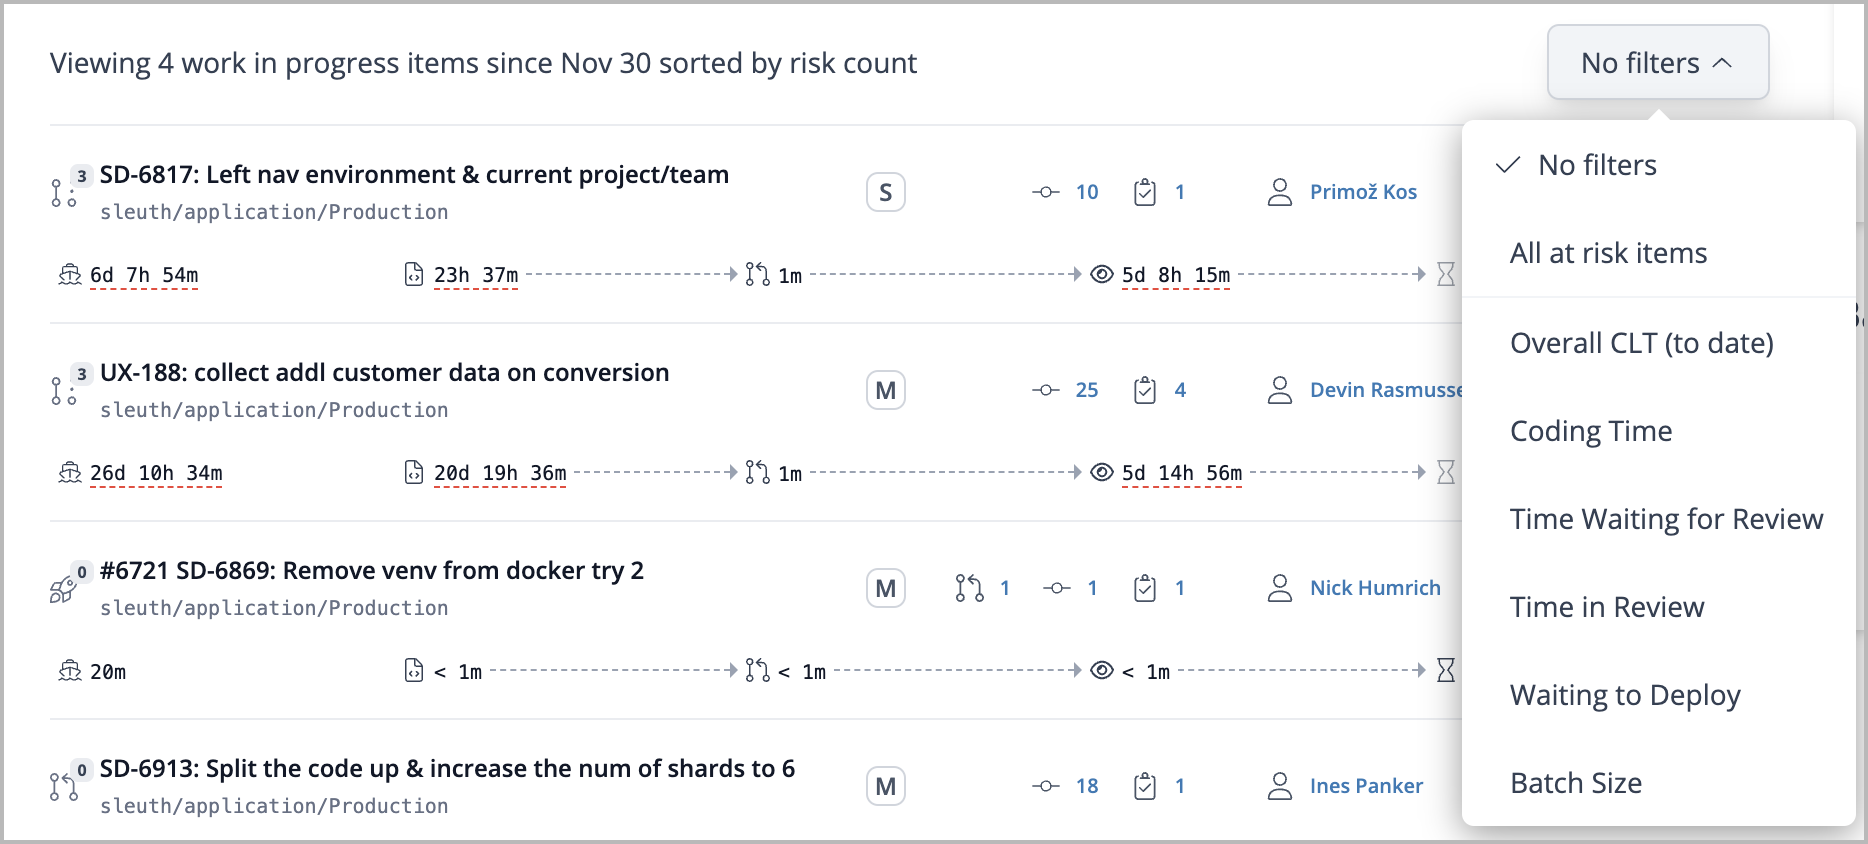 Viewing 4 work in progress items since Nov 30 sorted by risk count
No filters
3 SD-6817: Left nav environment & current project/team
sleuth/application/Production
S 10 1 Primož Kos
6d 7h 54m 23h 37m 1m 5d 8h 15m
3 UX-188: collect addl customer data on conversion
sleuth/application/Production
M 25 4 Devin Rasmusse
26d 10h 34m 20d 19h 36m 1m 5d 14h 56m
0 #6721 SD-6869: Remove venv from docker try 2
sleuth/application/Production
M 1 1 1 Nick Humrich
20m < 1m < 1m < 1m
0 SD-6913: Split the code up & increase the num of shards to 6
sleuth/application/Production
M 18 1 Ines Panker
No filters
All at risk items
Overall CLT (to date)
Coding Time
Time Waiting for Review
Time in Review
Waiting to Deploy
Batch Size